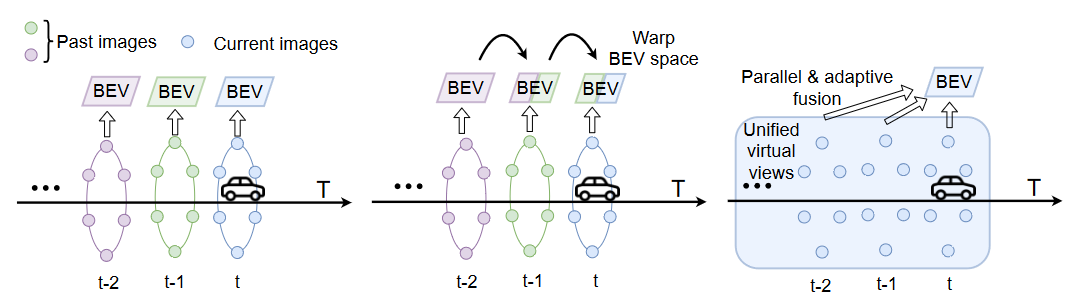 Past images
Current images
BEV
BEV
BEV
...
T
t-2
t-1
t
Warp
BEV space
BEV
BEV
BEV
...
T
t-2
t-1
t
Parallel & adaptive
fusion
BEV
Unified
virtual
views
...
T
t-2
t-1
t